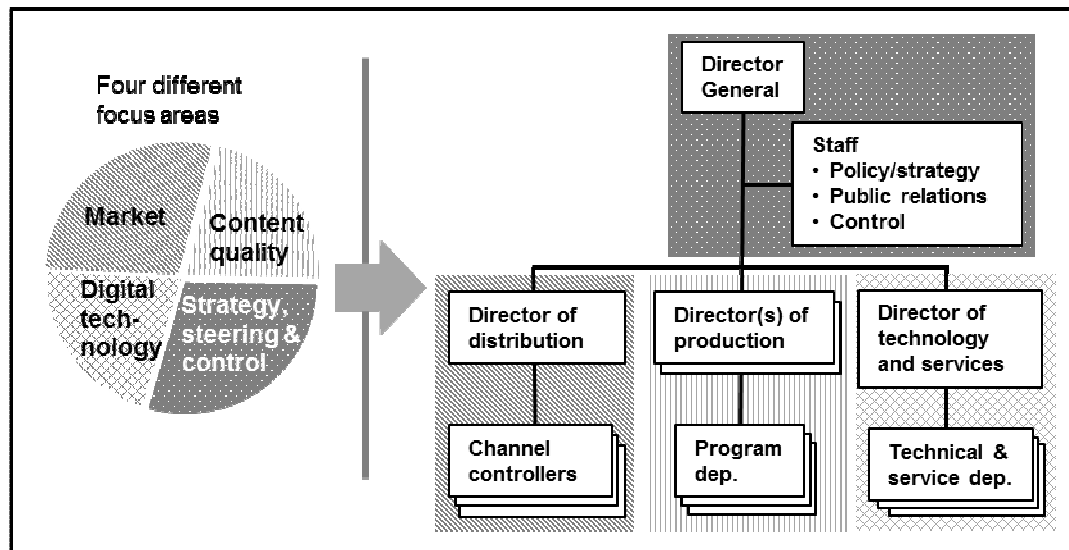 Four different
focus areas
Market
Content
quality
Digital
tech-
nology
Strategy,
steering &
control
Director
General
Staff
• Policy/strategy
• Public relations
• Control
Director of
distribution
Director(s) of
production
Director of
technology
and services
Channel
controllers
Program
dep.
Technical &
service dep.